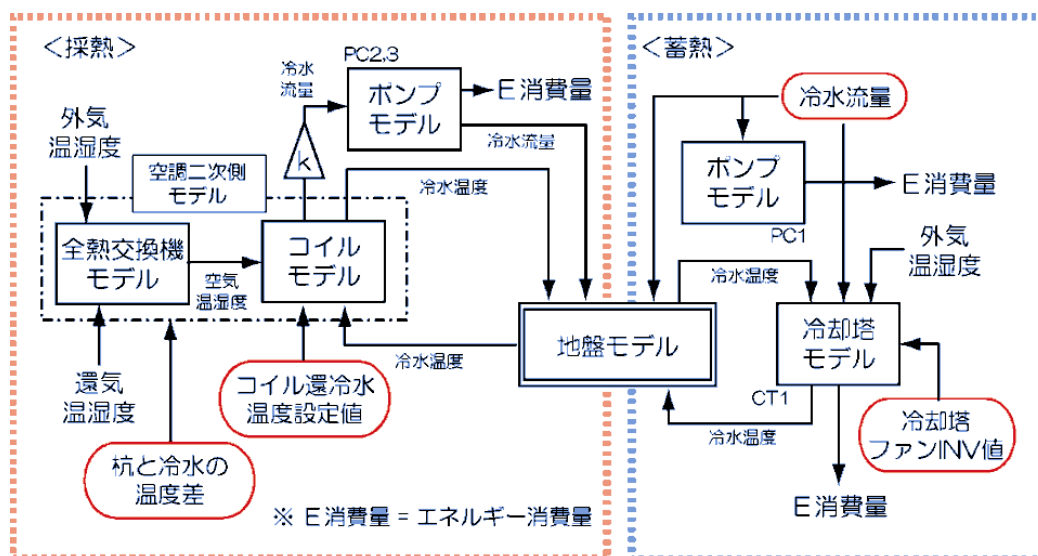 <採熱>
PC2,3
冷水
流量
ポンプ
モデル
E消費量
冷水流量
外気
温湿度
空調二次側
モデル
k
冷水温度
全熱交換機
モデル
空気
温湿度
コイル
モデル
還気
温湿度
コイル還冷水
温度設定値
冷水温度
杭と冷水の
温度差
※ E消費量 = エネルギー消費量
地盤モデル
<蓄熱>
冷水流量
ポンプ
モデル
PC1
E消費量
冷水温度
外気
温湿度
冷却塔
モデル
CT1
冷水温度
冷却塔
ファンINV値
E消費量